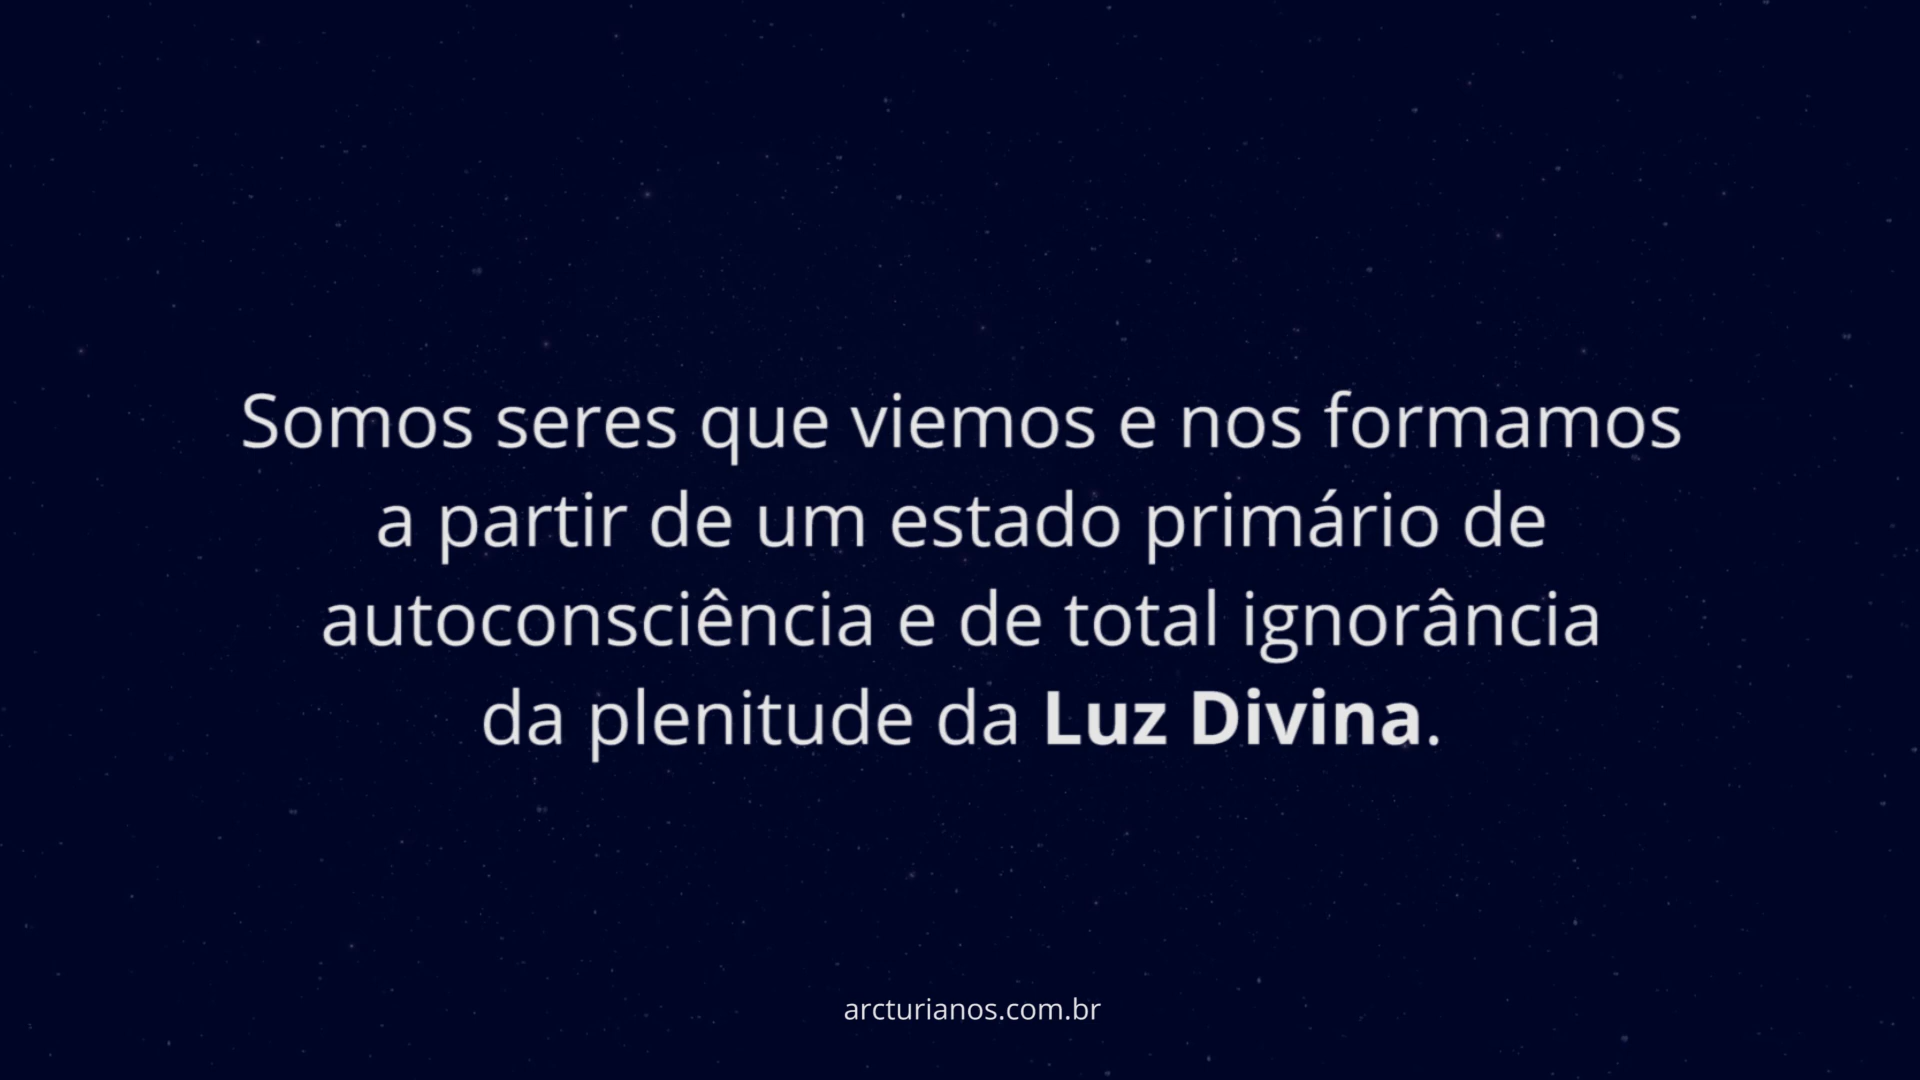 Somos seres que viemos e nos formamos
a partir de um estado primário de
autoconsciência e de total ignorância
da plenitude da Luz Divina.
arcturianos.com.br